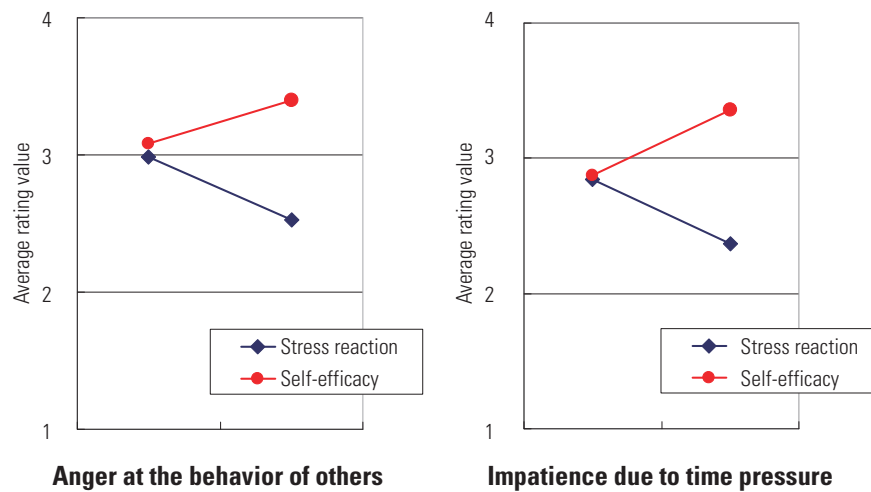 4
3
2
1
Average rating value
Stress reaction
Self-efficacy
Anger at the behavior of others
4
3
2
1
Average rating value
Stress reaction
Self-efficacy
Impatience due to time pressure